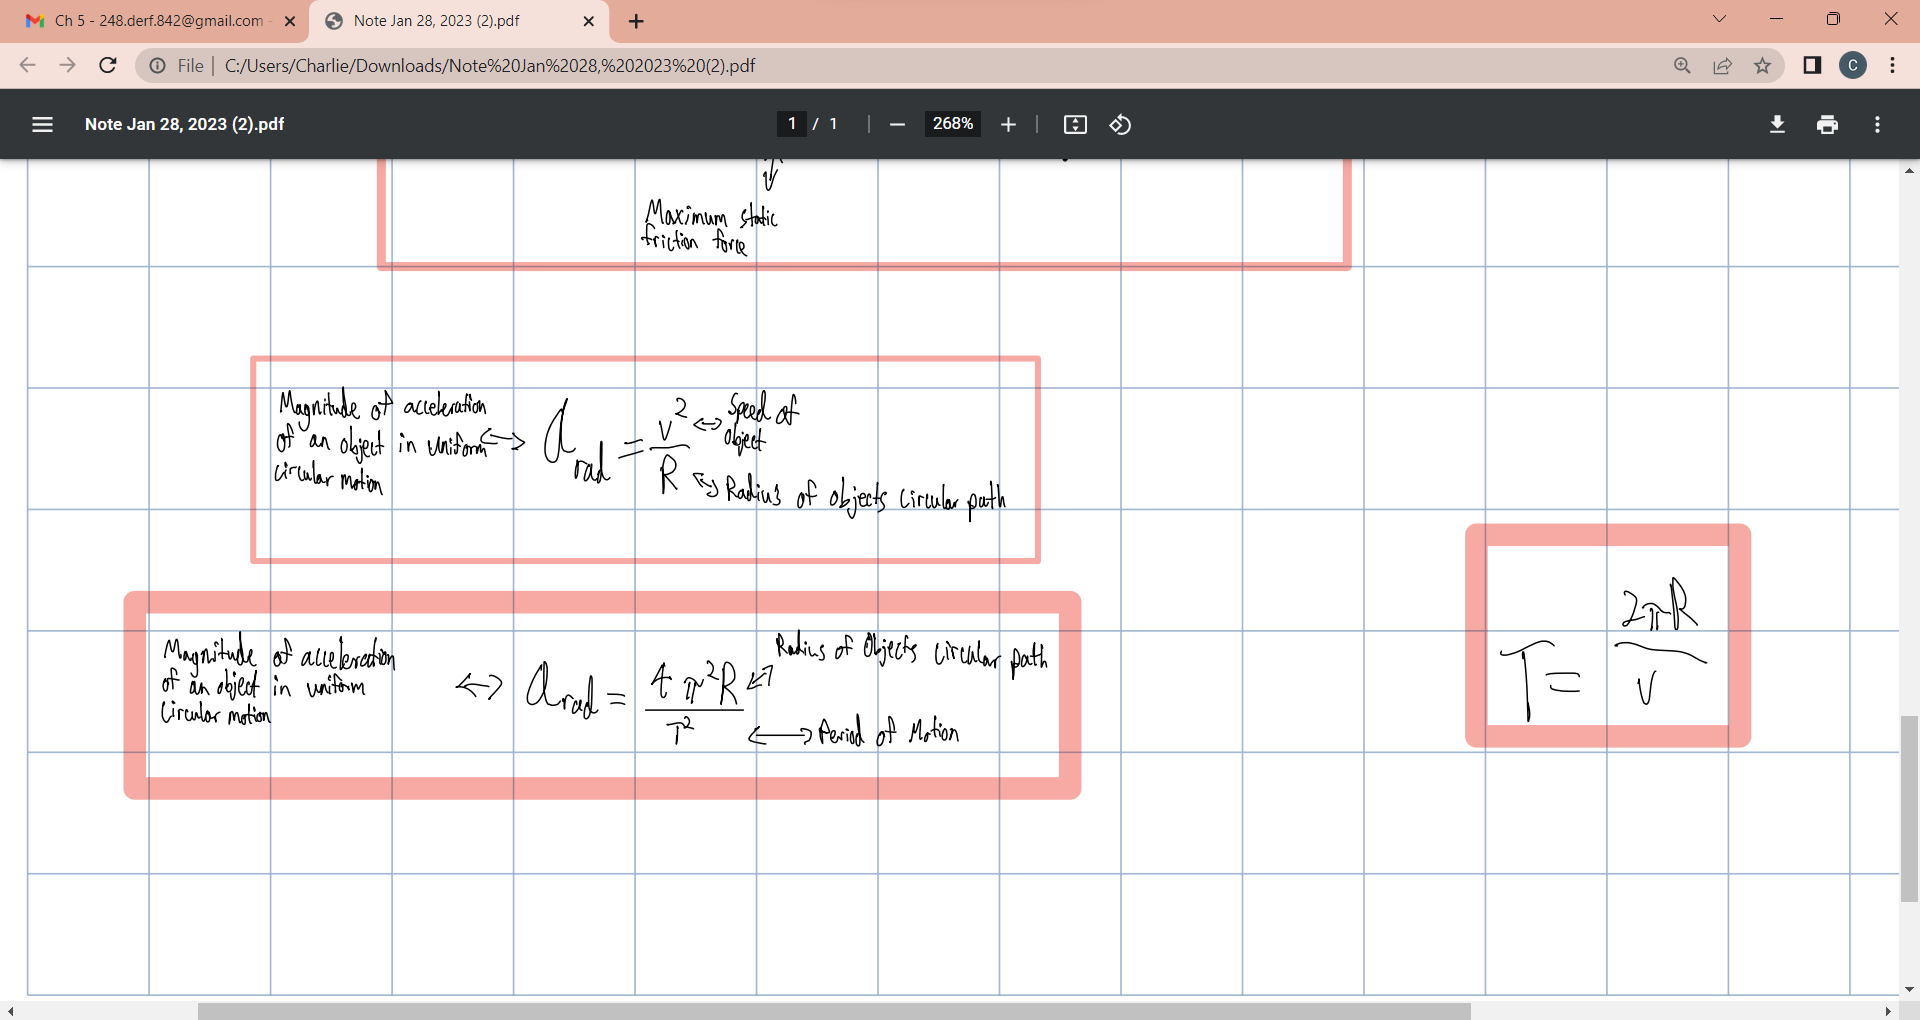 Ch 5 - 248.derf.842@gmail.com
Note Jan 28, 2023 (2).pdf
File | C:/Users/Charlie/Downloads/Note%20Jan%2028,%202023%20(2).pdf
C
Note Jan 28, 2023 (2).pdf
1 / 1
268%
Maximum static
friction force
Magnitude of acceleration
of an object in uniform
circular motion
a_rad = v²/R
Speed of
object
Radius of objects circular path
Magnitude of acceleration
of an object in uniform
Circular motion
a_rad = 4π²R/T²
Radius of Objects circular path
Period of Motion
T = 2πR/v